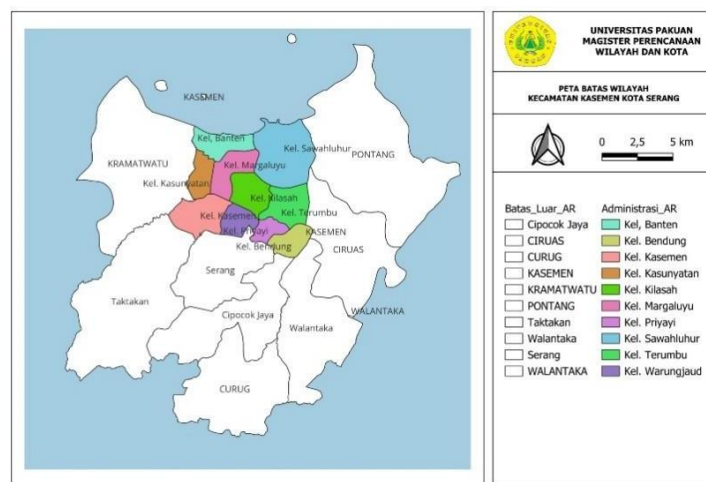 KASEMEN
Kel, Banten
Kel. Sawahluhur
KRAMATWATU
Kel. Margaluyu
PONTANG
Kel. Kasunyatan
Kel. Kilasah
Kel. Kasemen
Kel. Terumbu
Kel. Priyayi
KASEMEN
Kel. Bendung
CIRUAS
Serang
Taktakan
WALANTAKA
Cipocok Jaya
Walantaka
CURUG
UNIVERSITAS PAKUAN
MAGISTER PERENCANAAN
WILAYAH DAN KOTA
PETA BATAS WILAYAH
KECAMATAN KASEMEN KOTA SERANG
0 2,5 5 km
Batas_Luar_AR
Cipocok Jaya
CIRUAS
CURUG
KASEMEN
KRAMATWATU
PONTANG
Taktakan
Walantaka
Serang
WALANTAKA
Administrasi_AR
Kel, Banten
Kel. Bendung
Kel. Kasemen
Kel. Kasunyatan
Kel. Kilasah
Kel. Margaluyu
Kel. Priyayi
Kel. Sawahluhur
Kel. Terumbu
Kel. Warungjaud